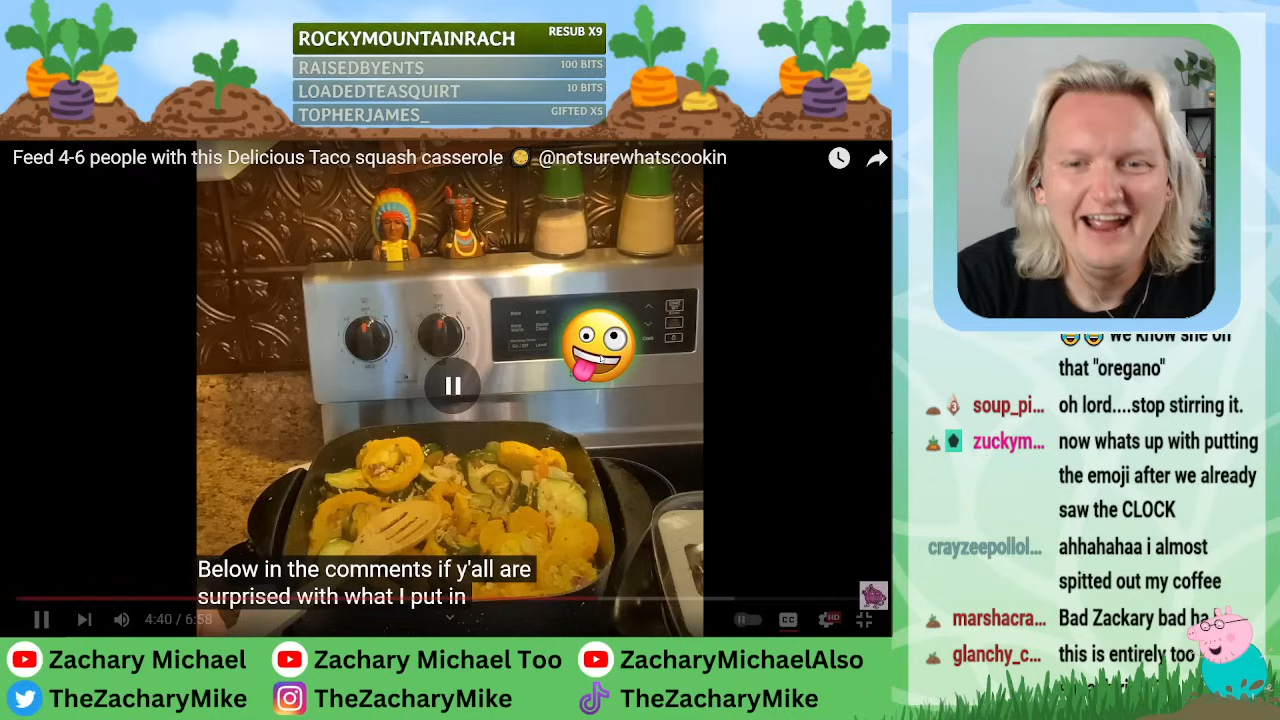 ROCKYMOUNTAINRACH RESUB X9
RAISEDBYENTS 100 BITS
LOADEDTEASQUIRT 10 BITS
TOPHERJAMES_ GIFTED X5
Feed 4-6 people with this Delicious Taco squash casserole 🥘 @notsurewhatscookin
Below in the comments if y'all are
surprised with what I put in
4:40 / 6:58
CC
HD
😂 😂 we know she on
that "oregano"
soup_pi... oh lord....stop stirring it.
zuckym... now whats up with putting
the emoji after we already
saw the CLOCK
crayzeepollol... ahhahahaa i almost
spitted out my coffee
marshacra... Bad Zackary bad ha
glanchy_c... this is entirely too
Zachary Michael
Zachary Michael Too
ZacharyMichaelAlso
TheZacharyMike
TheZacharyMike
TheZacharyMike